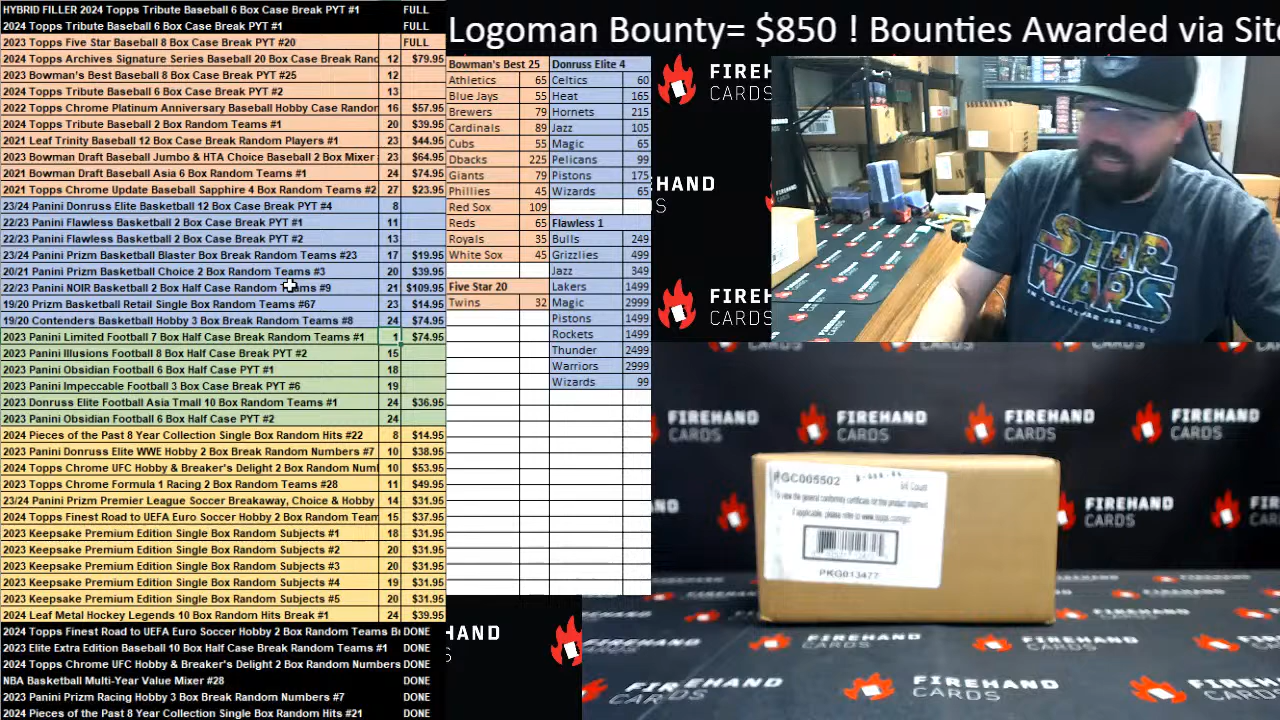 HYBRID FILLER 2024 Topps Tribute Baseball 6 Box Case Break PYT #1 FULL
2024 Topps Tribute Baseball 6 Box Case Break PYT #1 FULL
2023 Topps Five Star Baseball 8 Box Case Break PYT #20 FULL
2024 Topps Archives Signature Series Baseball 20 Box Case Break Ranc 12 $79.95
2023 Bowman's Best Baseball 8 Box PYT #25 12
2024 Topps Tribute Baseball 6 Box Case Break PYT #2 13
2022 Topps Chrome Platinum Anniversary Baseball Hobby Case Randor 16 $57.95
2024 Topps Tribute Baseball 2 Box Random Teams #1 20 $39.95
2021 Leaf Trinity Baseball 12 Box Case Break Random Players #1 23 $44.95
2023 Bowman Draft Baseball Jumbo & HTA Choice Baseball 2 Box Mixer 23 $64.95
2021 Bowman Draft Baseball Asia 6 Box Random Teams #1 24 $74.95
2021 Topps Chrome Update Baseball Sapphire 4 Box Random Teams #2 27 $23.95
23/24 Panini Donruss Elite Basketball 12 Box Case Break PYT #4 8
22/23 Panini Flawless Basketball 2 Box Case Break PYT #1 11
22/23 Panini Flawless Basketball 2 Box Case Break PYT #2 13
23/24 Panini Prizm Basketball Blaster Box Case Break Random Teams #23 17 $19.95
20/21 Panini Prizm Basketball Choice 2 Box Random Teams #3 20 $39.95
22/23 Panini NOIR Basketball 2 Box Half Case Random ms #9 21 $109.95
19/20 Prizm Basketball Retail Single Box Random Teams #67 23 $14.95
19/20 Contenders Basketball Hobby 3 Box Break Random Teams #8 24 $74.95
2023 Panini Limited Football 7 Box Half Case Break Random Teams #1 1 $74.95
2023 Panini Illusions Football 8 Box Half Case Break PYT #2 15
2023 Panini Obsidian Football 6 Box Half Case PYT #1 18
2023 Panini Impeccable Football 3 Box Case Break PYT #6 19
2023 Donruss Elite Football Asia Tmall 10 Box Random Teams #1 24 $36.95
2023 Panini Obsidian Football 6 Box Half Case PYT #2 24
2024 Pieces of the Past 8 Year Collection Single Box Random Hits #22 8 $14.95
2023 Panini Donruss Elite WWE Hobby 2 Box Break Random Numbers #7 10 $38.95
2024 Topps Chrome UFC Hobby & Breaker's Delight 2 Box Random Numl 10 $53.95
2023 Topps Chrome Formula 1 Racing 2 Box Random Teams #28 11 $49.95
23/24 Panini Prizm Premier League Soccer Breakaway, Choice & Hobby 14 $31.95
2024 Topps Finest Road to UEFA Euro Soccer Hobby 2 Box Random Team 15 $37.95
2023 Keepsake Premium Edition Single Box Random Subjects #1 18 $31.95
2023 Keepsake Premium Edition Single Box Random Subjects #2 20 $31.95
2023 Keepsake Premium Edition Single Box Random Subjects #3 20 $31.95
2023 Keepsake Premium Edition Single Box Random Subjects #4 19 $31.95
2023 Keepsake Premium Edition Single Box Random Subjects #5 20 $31.95
2024 Leaf Metal Hockey Legends 10 Box Random Hits Break #1 24 $39.95
2024 Topps Finest Road to UEFA Euro Soccer Hobby 2 Box Random Teams B DONE
2023 Elite Extra Edition Baseball 10 Box Half Case Break Random Teams #1 DONE
2024 Topps Chrome UFC Hobby & Breaker's Delight 2 Box Random Numbers DONE
NBA Basketball Multi-Year Value Mixer #28 DONE
2023 Panini Prizm Racing Hobby 3 Box Break Random Numbers #7 DONE
2024 Pieces of the Past 8 Year Collection Single Box Random Hits #21 DONE
Logoman Bounty= $850 ! Bounties Awarded via Sit
Bowman's Best 25
Athletics 65
Blue Jays 55
Brewers 79
Cardinals 89
Cubs 55
Dbacks 225
Giants 79
Phillies 45
Red Sox 109
Reds 65
Royals 35
White Sox 45
Five Star 20
Twins 32
Donruss Elite 4
Celtics 60
Heat 165
Hornets 215
Jazz 105
Magic 65
Pelicans 99
Pistons 175
Wizards 65
Flawless 1
Bulls 249
Grizzlies 499
Jazz 349
Lakers 1499
Magic 2999
Pistons 1499
Rockets 1499
Thunder 2499
Warriors 2999
Wizards 99
FIREH
CARDS
HAND
STAR
WARS
IN A GALAXY FAR FAR AWAY
FIREHAND
CARDS
FIREHAND
CARDS
FIREHAND
CARDS
FIREHAND
CARDS
PGC005502
PKG013477
FIREHAND
CARDS
HAND
FIREHAND
CARDS
FIREHAND
CARDS